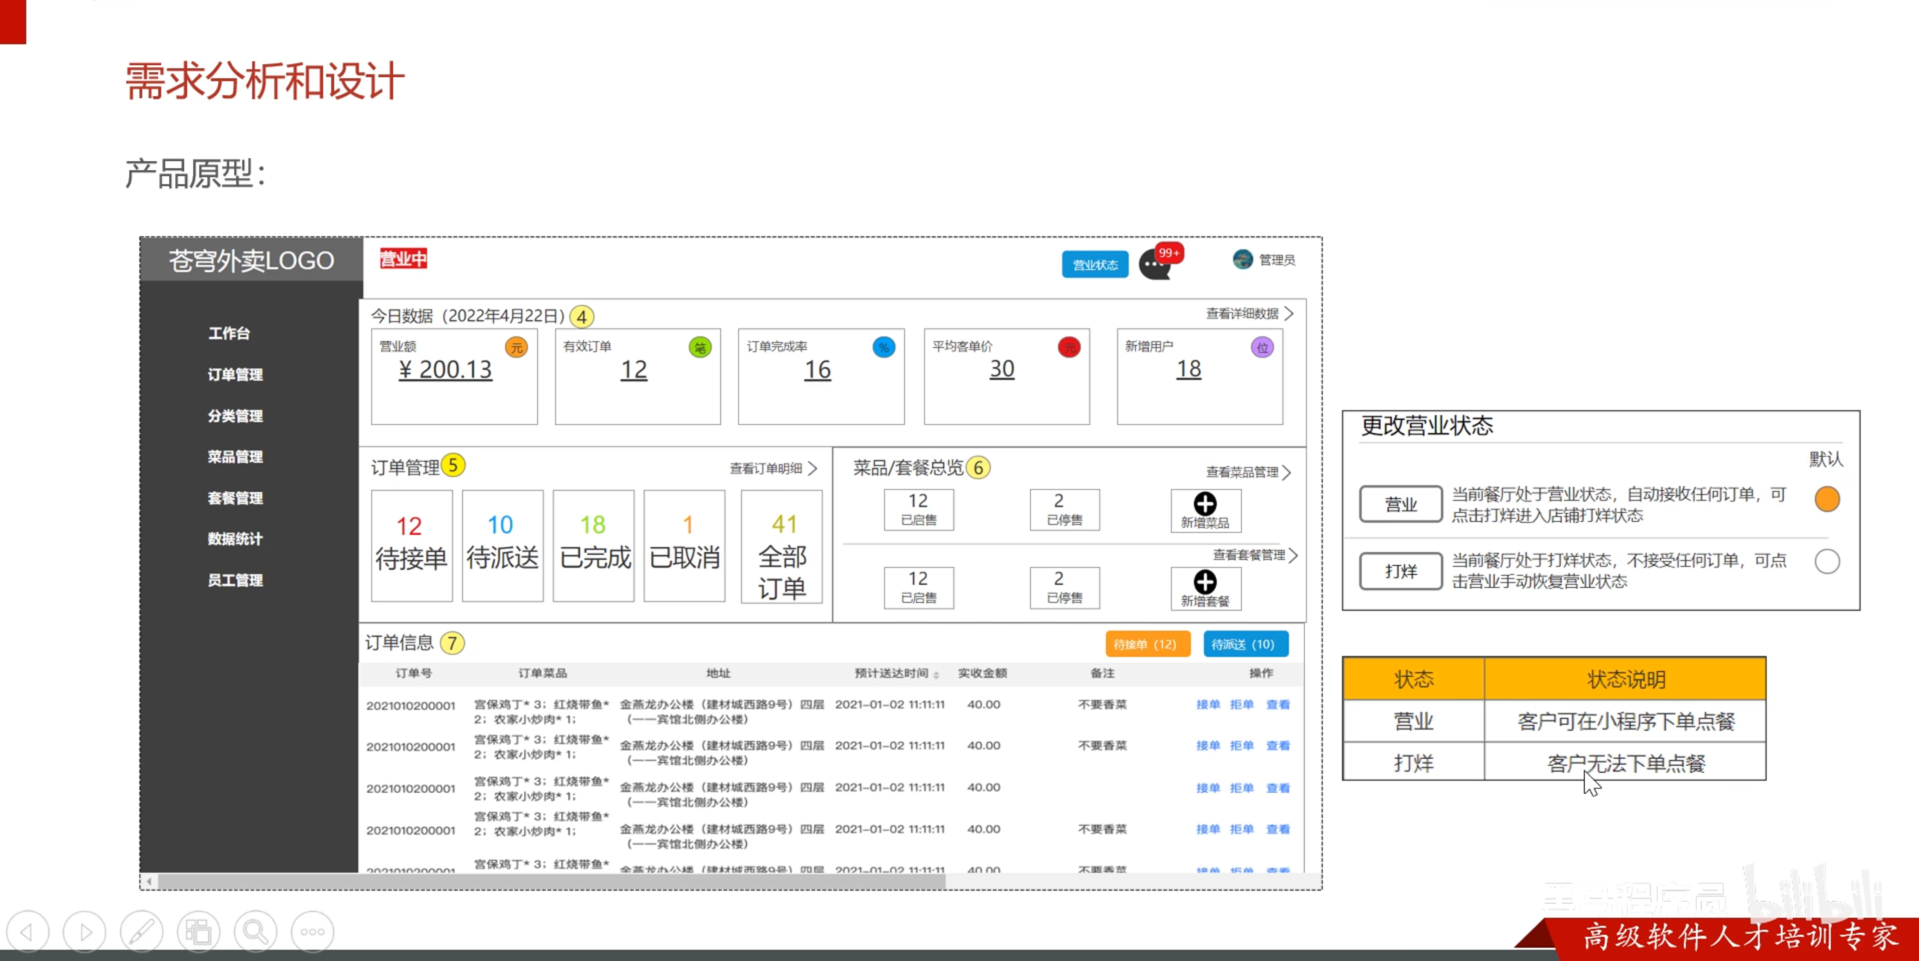 需求分析和设计
产品原型：
苍穹外卖LOGO
营业中
营业状态
99+
管理员
工作台
订单管理
分类管理
菜品管理
套餐管理
数据统计
员工管理
今日数据（2022年4月22日） 4
查看详细数据
营业额 元
¥ 200.13
有效订单 笔
12
订单完成率 %
16
平均客单价 元
30
新增用户 位
18
订单管理 5
查看订单明细
12
待接单
10
待派送
18
已完成
1
已取消
41
全部
订单
菜品/套餐总览 6
查看菜品管理
12
已启售
2
已停售
新增菜品
查看套餐管理
12
已启售
2
已停售
新增套餐
订单信息 7
待接单（12）
待派送（10）
订单号 订单菜品 地址 预计送达时间 实收金额 备注 操作
2021010200001 宫保鸡丁* 3；红烧带鱼* 金燕龙办公楼（建材城西路9号）四层 2021-01-02 11:11:11 40.00 不要香菜 接单 拒单 查看
2；农家小炒肉* 1； （一一宾馆北侧办公楼）
2021010200001 宫保鸡丁* 3；红烧带鱼* 金燕龙办公楼（建材城西路9号）四层 2021-01-02 11:11:11 40.00 不要香菜 接单 拒单 查看
2；农家小炒肉* 1； （一一宾馆北侧办公楼）
2021010200001 宫保鸡丁* 3；红烧带鱼* 金燕龙办公楼（建材城西路9号）四层 2021-01-02 11:11:11 40.00 接单 拒单 查看
2；农家小炒肉* 1； （一一宾馆北侧办公楼）
2021010200001 宫保鸡丁* 3；红烧带鱼* 金燕龙办公楼（建材城西路9号）四层 2021-01-02 11:11:11 40.00 不要香菜 接单 拒单 查看
2；农家小炒肉* 1； （一一宾馆北侧办公楼）
2021010200001 宫保鸡丁* 3；红烧带鱼* 金燕龙办公楼（建材城西路9号）四层 2021-01-02 11:11:11 40.00 不要香菜 接单 拒单 查看
更改营业状态
默认
营业
当前餐厅处于营业状态，自动接收任何订单，可
点击打烊进入店铺打烊状态
打烊
当前餐厅处于打烊状态，不接受任何订单，可点
击营业手动恢复营业状态
状态 状态说明
营业 客户可在小程序下单点餐
打烊 客户无法下单点餐
bilibili
高级软件人才培训专家